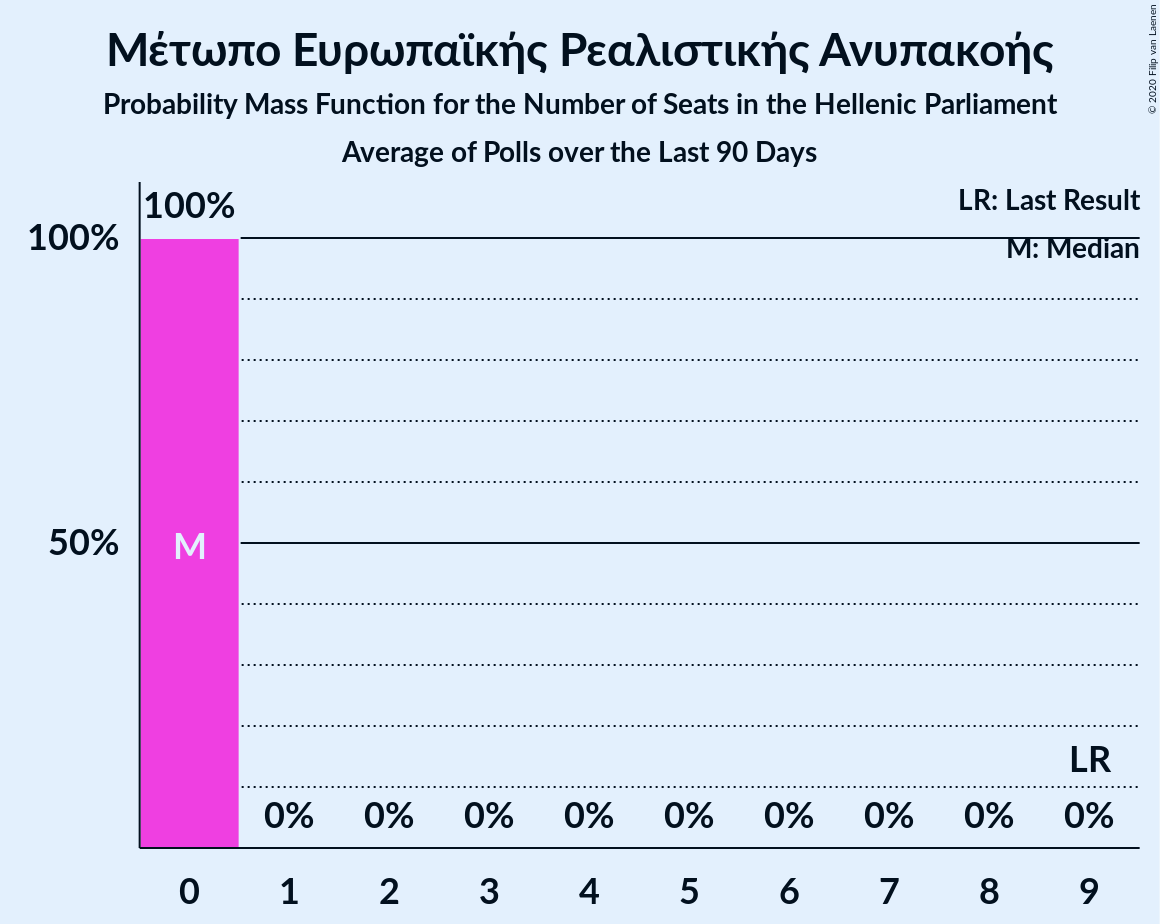 Μέτωπο Ευρωπαϊκής Ρεαλιστικής Ανυπακοής
Probability Mass Function for the Number of Seats in the Hellenic Parliament
Average of Polls over the Last 90 Days
© 2020 Filip van Laenen
LR: Last Result
M: Median
100%
100%
50%
M
LR
0% 0% 0% 0% 0% 0% 0% 0% 0%
0 1 2 3 4 5 6 7 8 9